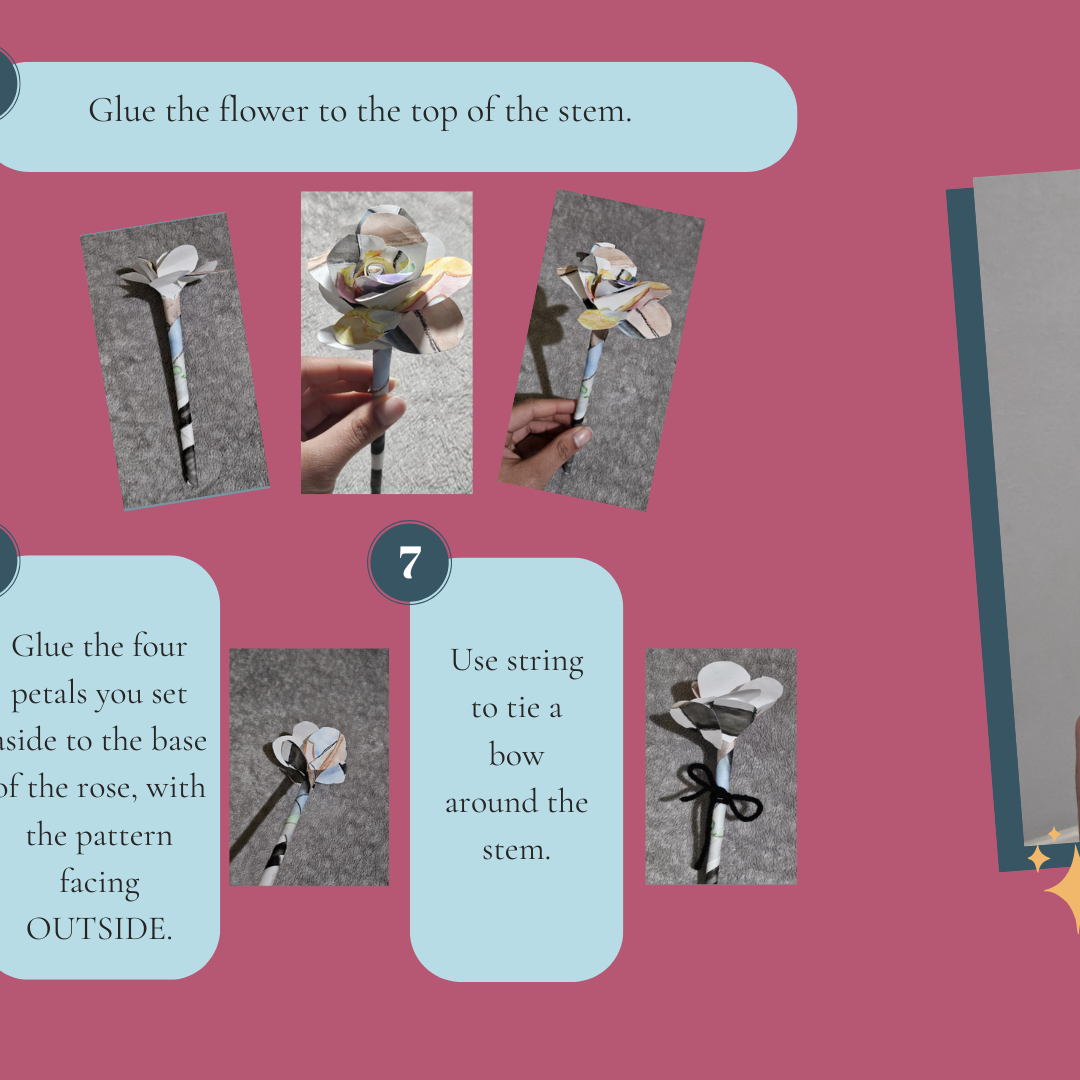 Glue the flower to the top of the stem.
Glue the four
petals you set
aside to the base
of the rose, with
the pattern
facing
OUTSIDE.
7
Use string
to tie a
bow
around the
stem.